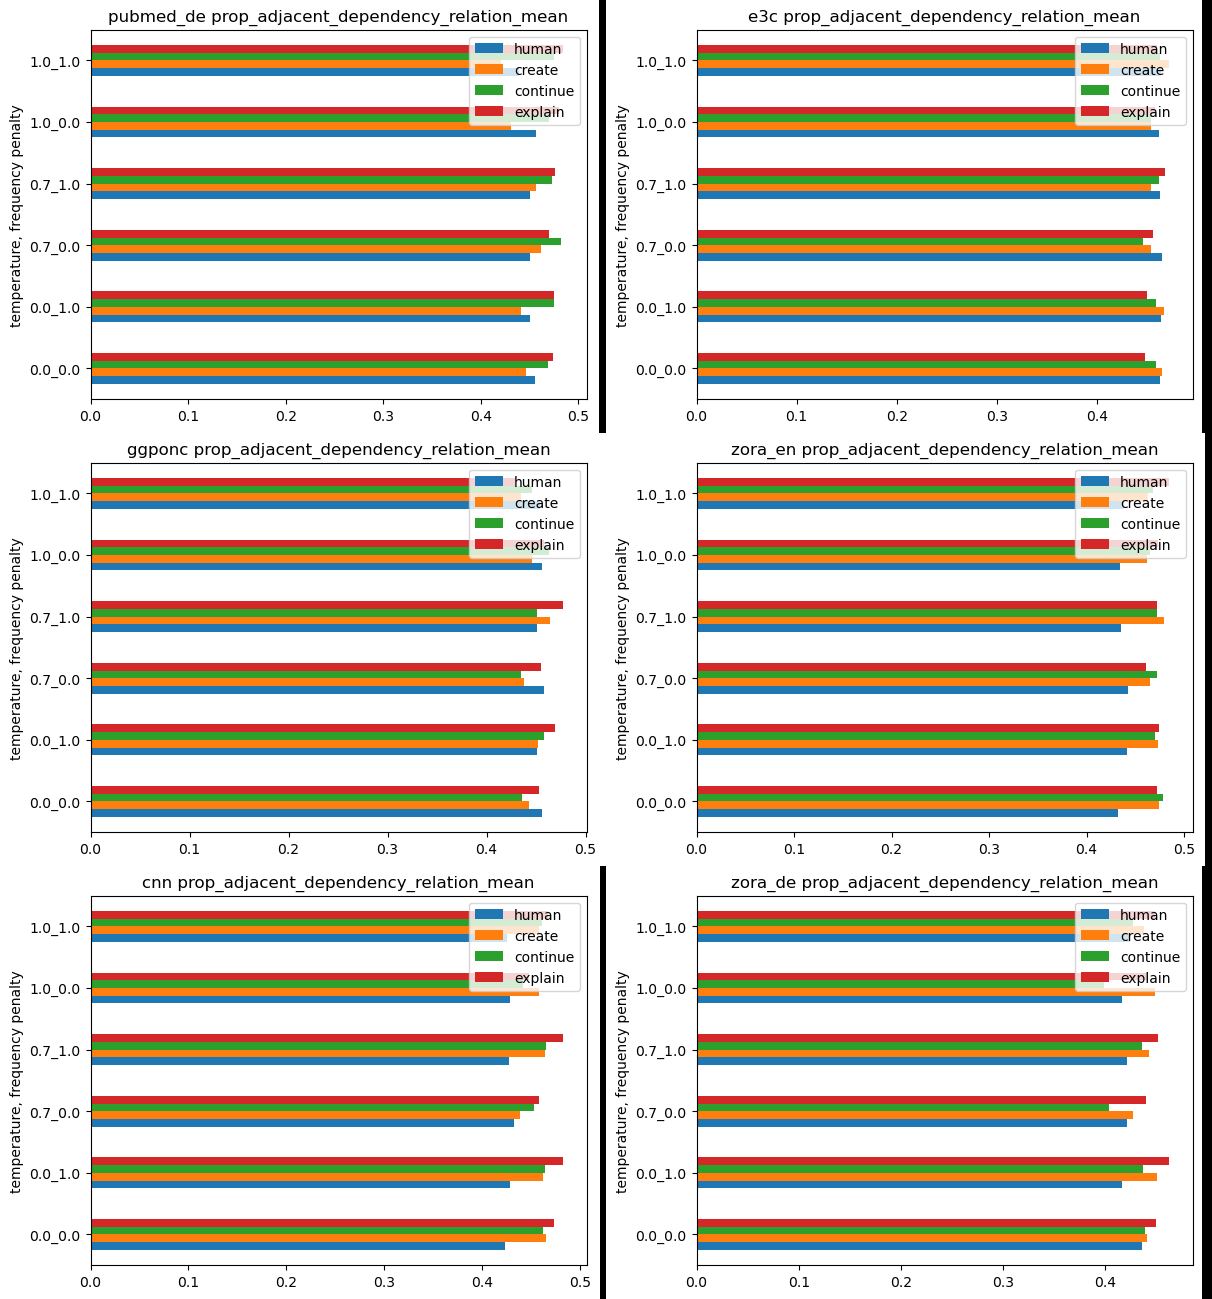 pubmed_de prop_adjacent_dependency_relation_mean
temperature, frequency penalty
1.0_1.0
1.0_0.0
0.7_1.0
0.7_0.0
0.0_1.0
0.0_0.0
0.0 0.1 0.2 0.3 0.4 0.5
human
create
continue
explain
e3c prop_adjacent_dependency_relation_mean
temperature, frequency penalty
1.0_1.0
1.0_0.0
0.7_1.0
0.7_0.0
0.0_1.0
0.0_0.0
0.0 0.1 0.2 0.3 0.4
human
create
continue
explain
ggponc prop_adjacent_dependency_relation_mean
temperature, frequency penalty
1.0_1.0
1.0_0.0
0.7_1.0
0.7_0.0
0.0_1.0
0.0_0.0
0.0 0.1 0.2 0.3 0.4 0.5
human
create
continue
explain
zora_en prop_adjacent_dependency_relation_mean
temperature, frequency penalty
1.0_1.0
1.0_0.0
0.7_1.0
0.7_0.0
0.0_1.0
0.0_0.0
0.0 0.1 0.2 0.3 0.4 0.5
human
create
continue
explain
cnn prop_adjacent_dependency_relation_mean
temperature, frequency penalty
1.0_1.0
1.0_0.0
0.7_1.0
0.7_0.0
0.0_1.0
0.0_0.0
0.0 0.1 0.2 0.3 0.4 0.5
human
create
continue
explain
zora_de prop_adjacent_dependency_relation_mean
temperature, frequency penalty
1.0_1.0
1.0_0.0
0.7_1.0
0.7_0.0
0.0_1.0
0.0_0.0
0.0 0.1 0.2 0.3 0.4
human
create
continue
explain